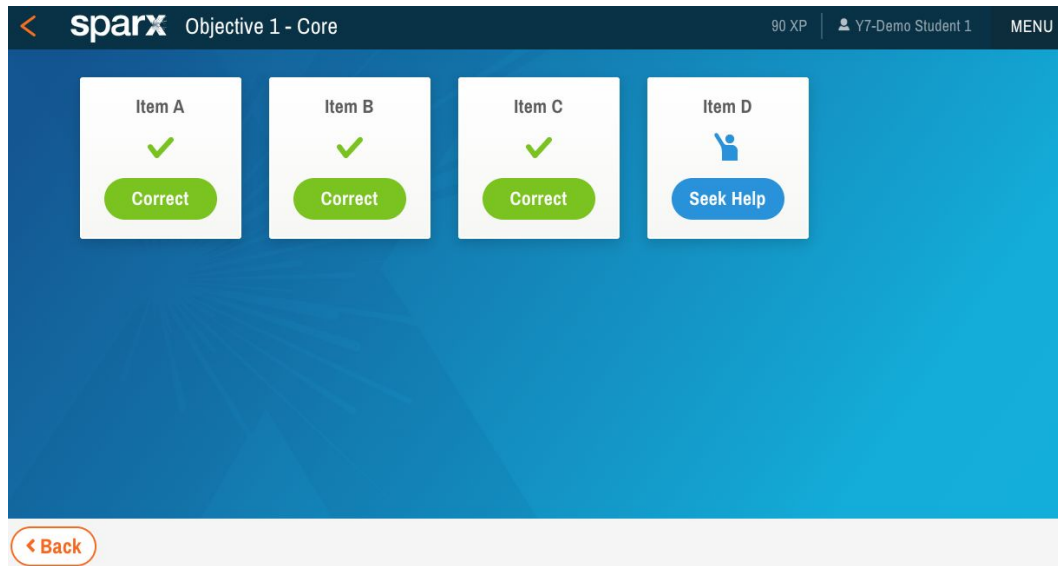 sparx Objective 1 - Core 90 XP Y7-Demo Student 1 MENU
Item A Item B Item C Item D
Correct Correct Correct Seek Help
Back